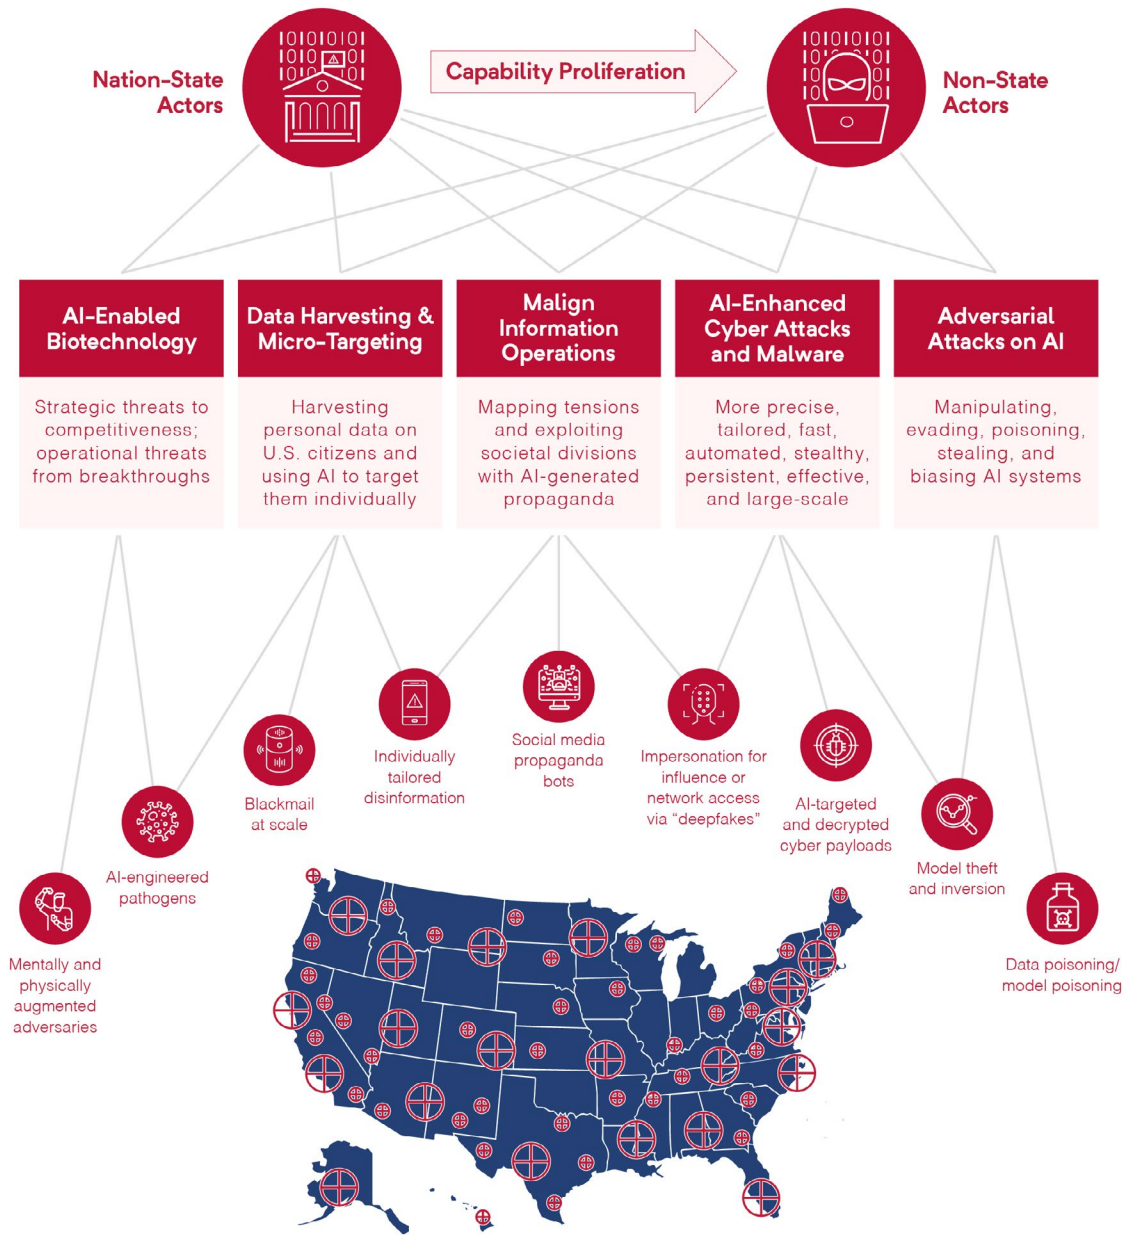 Nation-State
Actors
Capability Proliferation
Non-State
Actors
AI-Enabled
Biotechnology
Strategic threats to
competitiveness;
operational threats
from breakthroughs
Data Harvesting &
Micro-Targeting
Harvesting
personal data on
U.S. citizens and
using AI to target
them individually
Malign
Information
Operations
Mapping tensions
and exploiting
societal divisions
with AI-generated
propaganda
AI-Enhanced
Cyber Attacks
and Malware
More precise,
tailored, fast,
automated, stealthy,
persistent, effective,
and large-scale
Adversarial
Attacks on AI
Manipulating,
evading, poisoning,
stealing, and
biasing AI systems
Mentally and
physically
augmented
adversaries
AI-engineered
pathogens
Blackmail
at scale
Individually
tailored
disinformation
Social media
propaganda
bots
Impersonation for
influence or
network access
via “deepfakes”
AI-targeted
and decrypted
cyber payloads
Model theft
and inversion
Data poisoning/
model poisoning